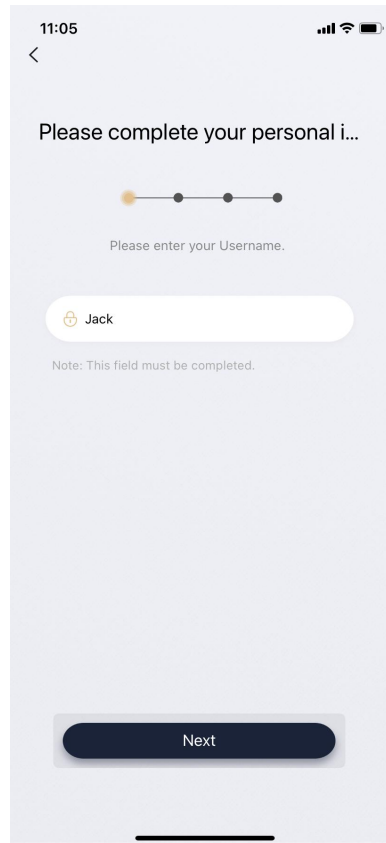 11:05
Please complete your personal i...
Please enter your Username.
Jack
Note: This field must be completed.
Next